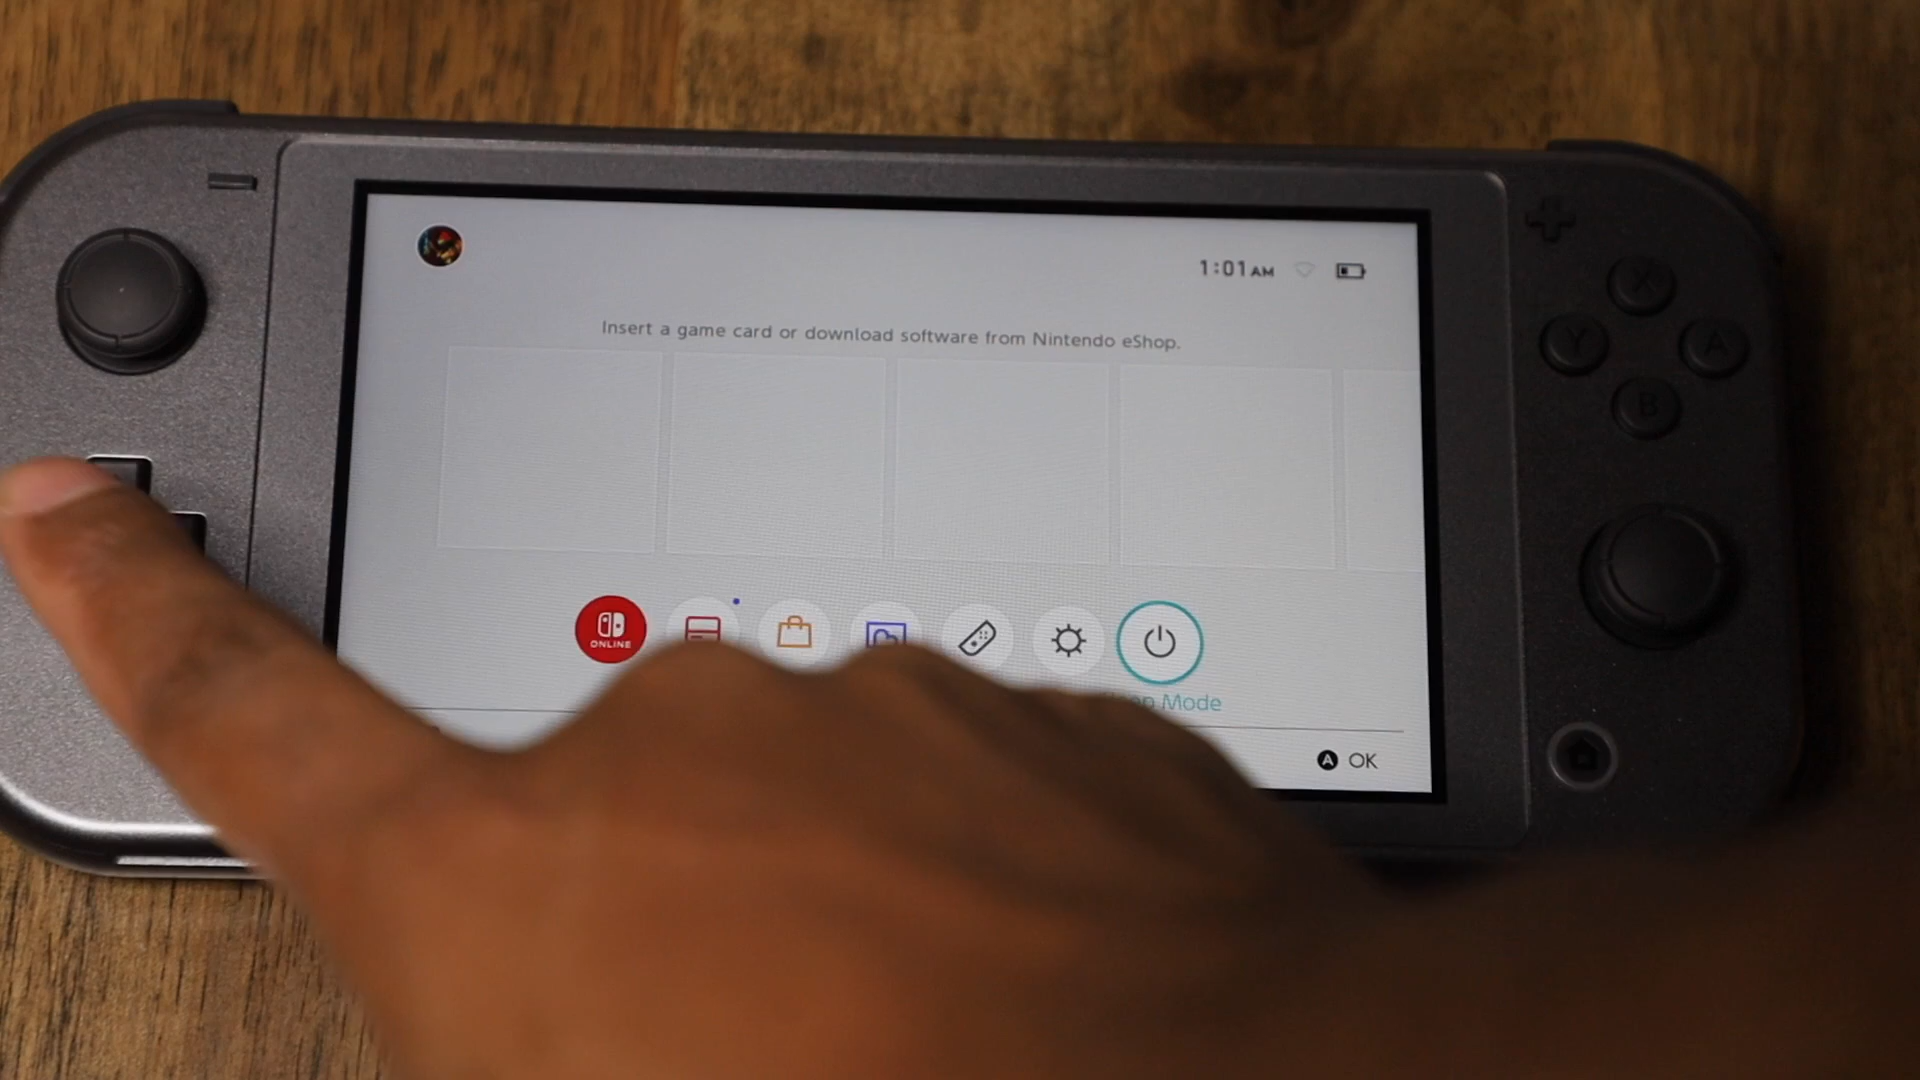 1:01 AM
Insert a game card or download software from Nintendo eShop.
X
Y
A
B
ONLINE
Mode
A OK